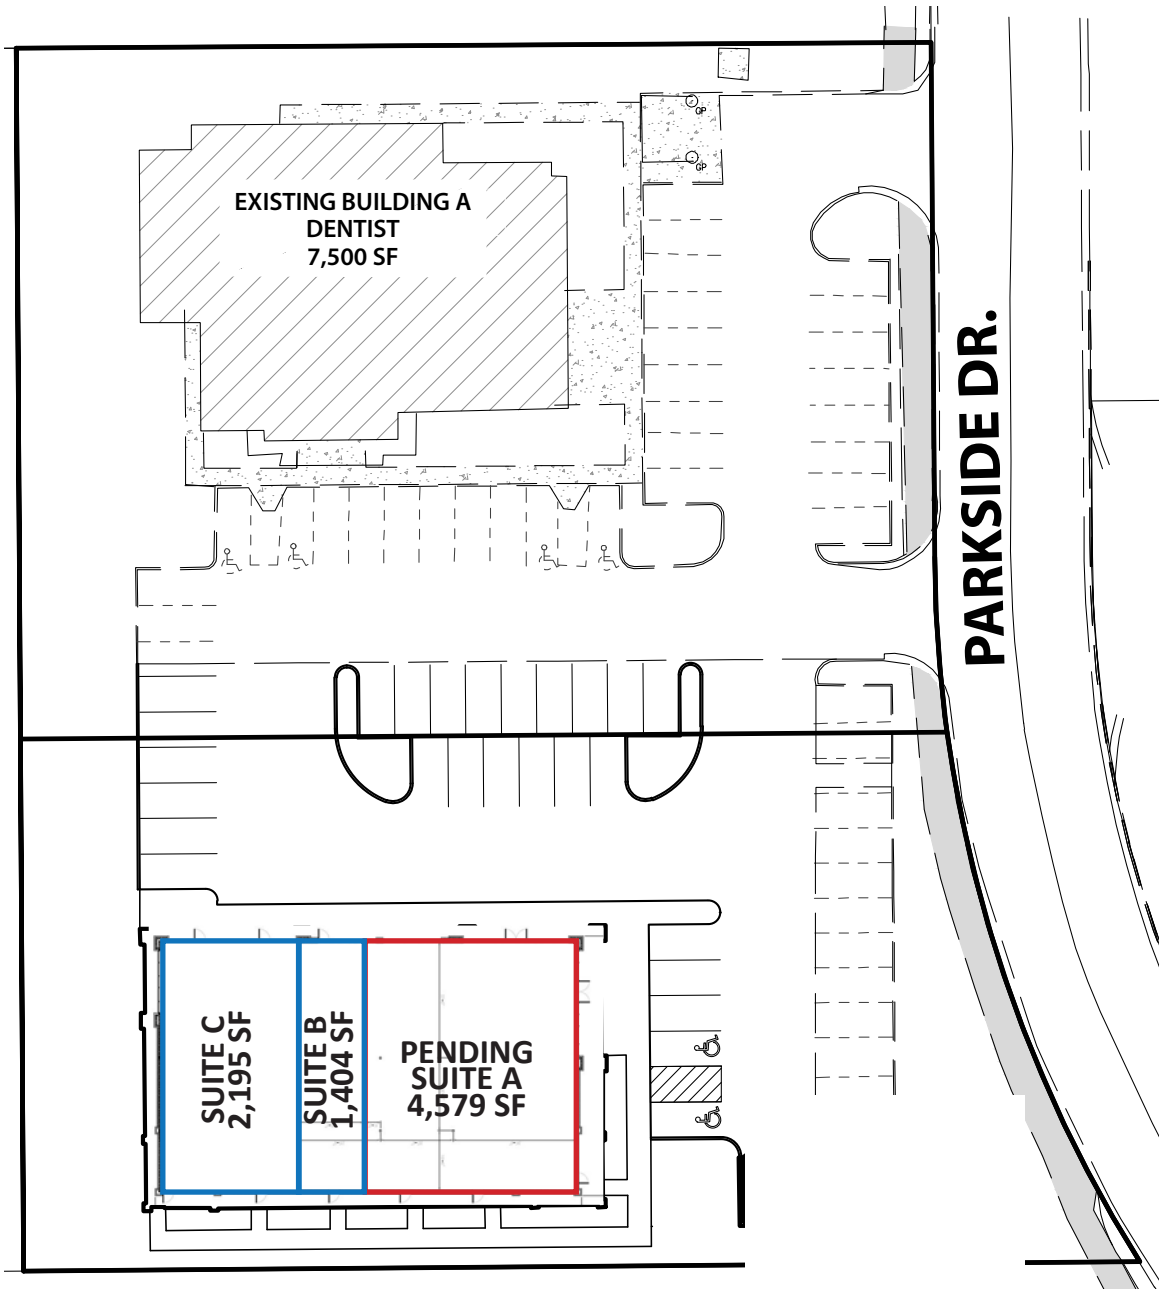 GP
GP
EXISTING BUILDING A
DENTIST
7,500 SF
PARKSIDE DR.
SUITE C
2,195 SF
SUITE B
1,404 SF
PENDING
SUITE A
4,579 SF